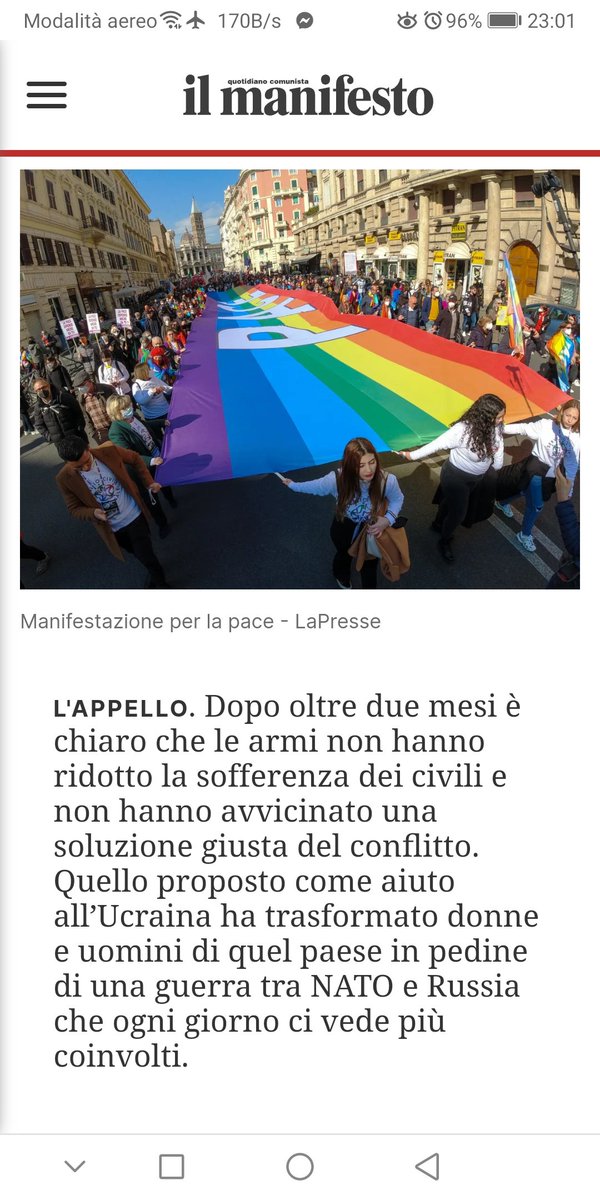 Modalità aereo 170B/s 96% 23:01
quotidiano comunista
il manifesto
Manifestazione per la pace - LaPresse
L'APPELLO. Dopo oltre due mesi è
chiaro che le armi non hanno
ridotto la sofferenza dei civili e
non hanno avvicinato una
soluzione giusta del conflitto.
Quello proposto come aiuto
all’Ucraina ha trasformato donne
e uomini di quel paese in pedine
di una guerra tra NATO e Russia
che ogni giorno ci vede più
coinvolti.